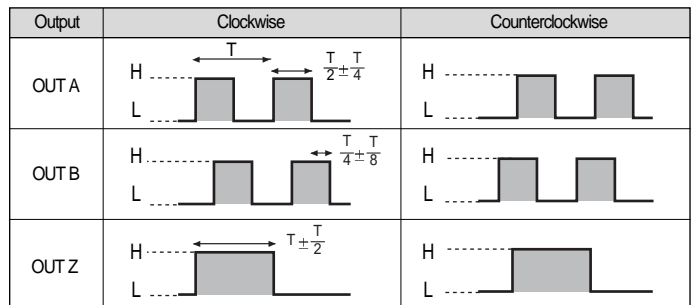 Output Clockwise Counterclockwise
OUT A H L T T/2 ± T/4 H L
OUT B H L T/4 ± T/8 H L
OUT Z H L T ± T/2 H L